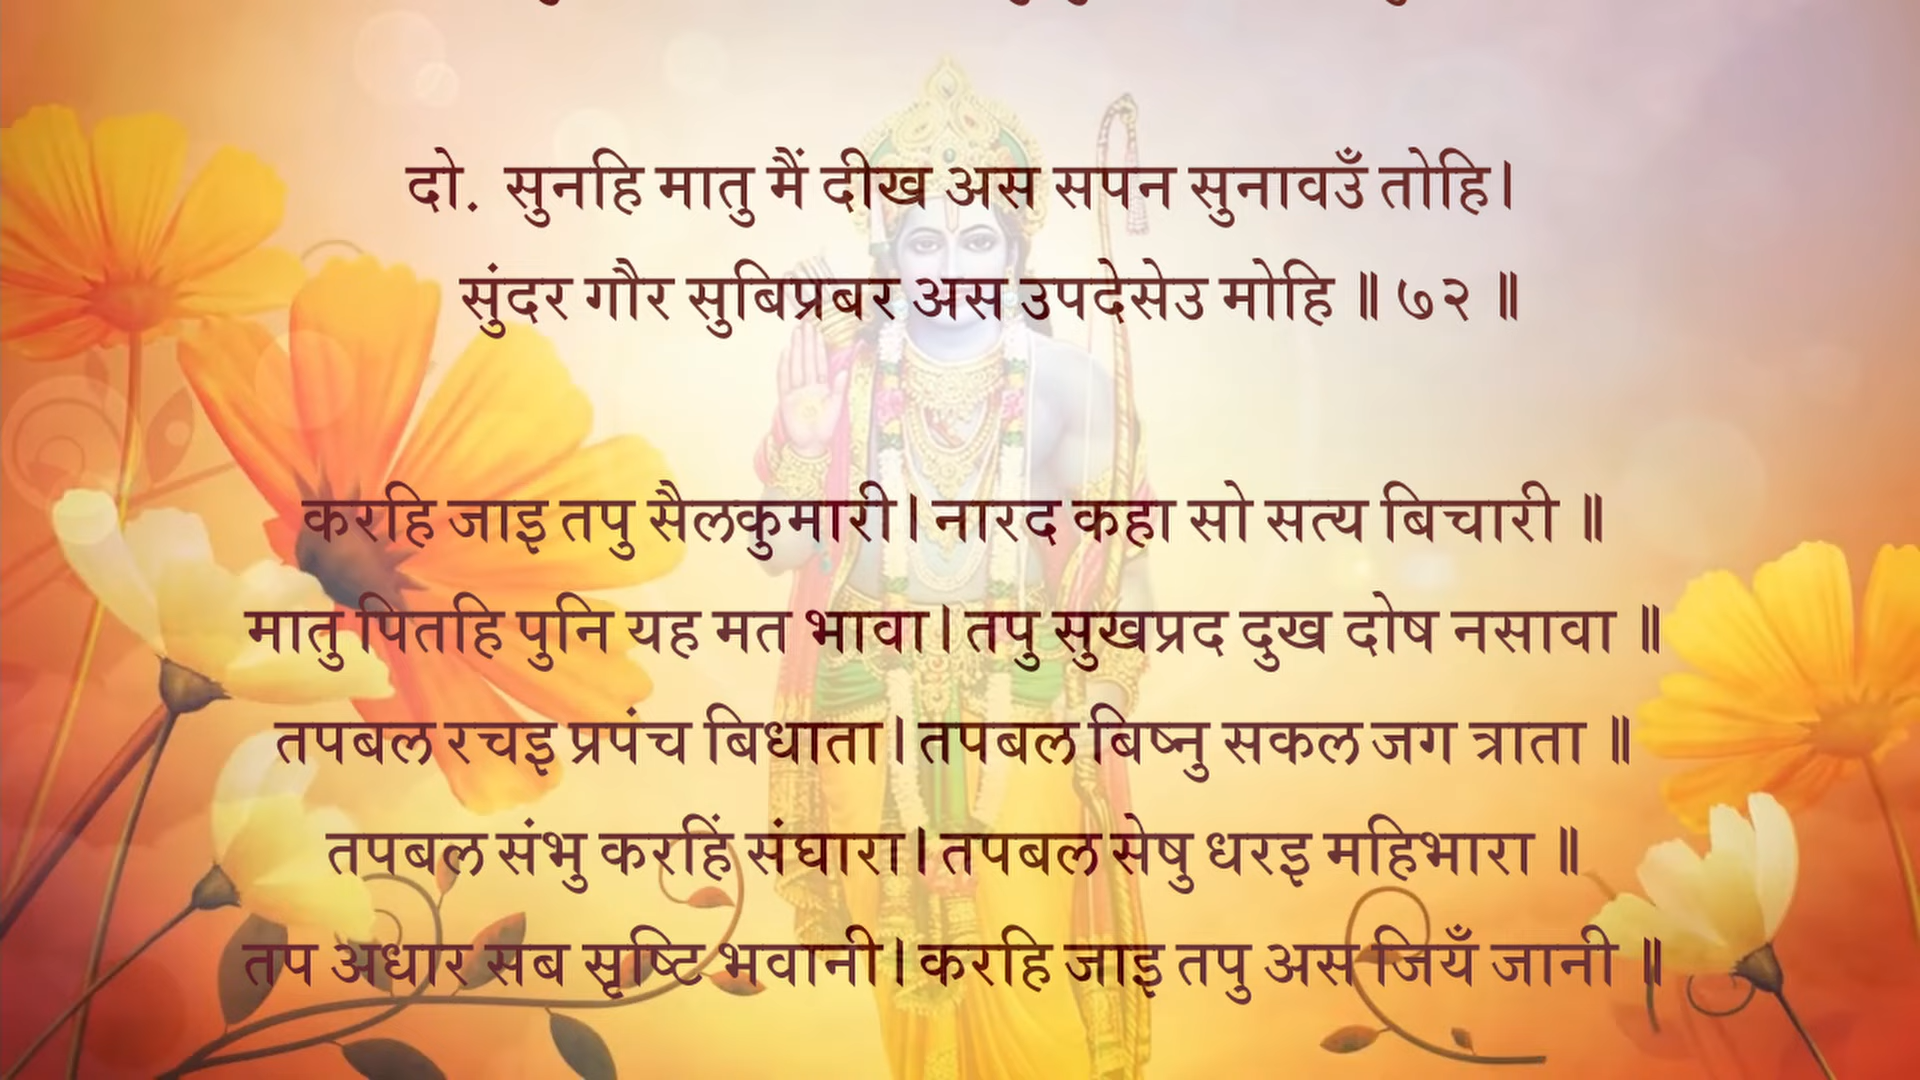 दो. सुनहि मातु मैं दीख अस सपन सुनावउँ तोहि।
सुंदर गौर सुबिप्रबर अस उपदेसेउ मोहि ॥ ७२ ॥
करहि जाइ तपु सैलकुमारी। नारद कहा सो सत्य बिचारी ॥
मातु पितहि पुनि यह मत भावा। तपु सुखप्रद दुख दोष नसावा ॥
तपबल रचइ प्रपंच बिधाता। तपबल बिष्नु सकल जग त्राता ॥
तपबल संभु करहिं संघारा। तपबल सेषु धरइ महिभारा ॥
तप अधार सब सृष्टि भवानी। करहि जाइ तपु अस जियँ जानी ॥